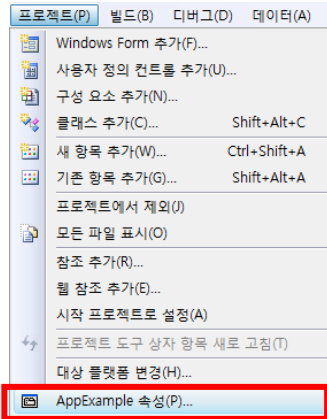 프로젝트(P) 빌드(B) 디버그(D) 데이터(A)
Windows Form 추가(F)...
사용자 정의 컨트롤 추가(U)...
구성 요소 추가(N)...
클래스 추가(C)... Shift+Alt+C
새 항목 추가(W)... Ctrl+Shift+A
기존 항목 추가(G)... Shift+Alt+A
프로젝트에서 제외(J)
모든 파일 표시(O)
참조 추가(R)...
웹 참조 추가(E)...
시작 프로젝트로 설정(A)
프로젝트 도구 상자 항목 새로 고침(T)
대상 플랫폼 변경(H)...
AppExample 속성(P)...